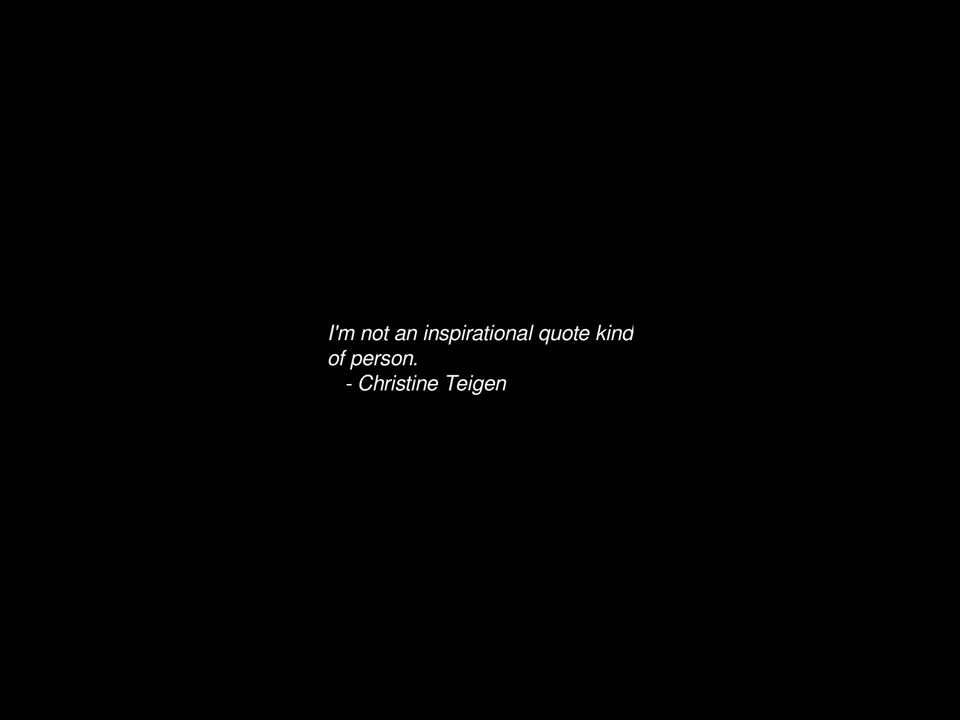 I'm not an inspirational quote kind
of person.
- Christine Teigen